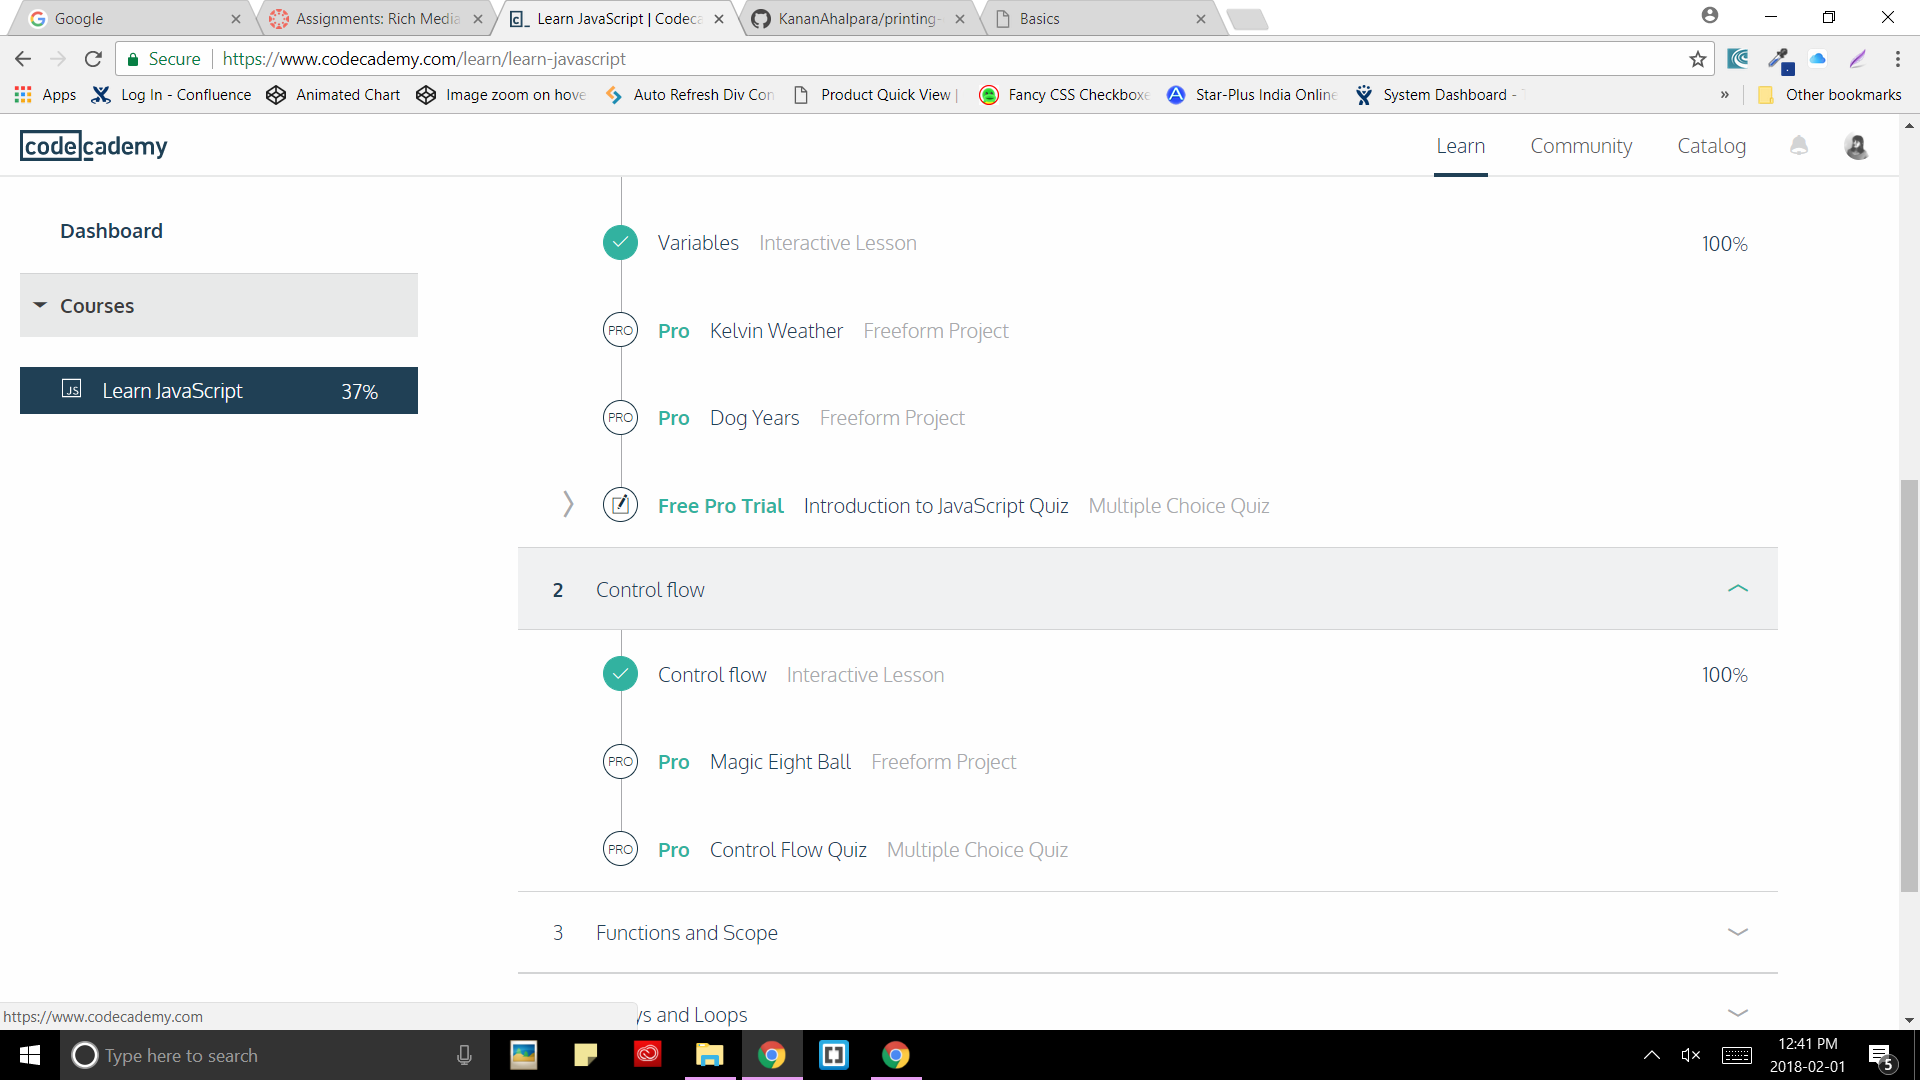 Google
Assignments: Rich Media
Learn JavaScript | Codeca
KananAhalpara/printing-
Basics
Secure https://www.codecademy.com/learn/learn-javascript
Apps Log In - Confluence Animated Chart Image zoom on hove Auto Refresh Div Con Product Quick View | Fancy CSS Checkboxe Star-Plus India Online System Dashboard - » Other bookmarks
codecademy Learn Community Catalog
Dashboard
Courses
JS Learn JavaScript 37%
Variables Interactive Lesson 100%
PRO Pro Kelvin Weather Freeform Project
PRO Pro Dog Years Freeform Project
Free Pro Trial Introduction to JavaScript Quiz Multiple Choice Quiz
2 Control flow
Control flow Interactive Lesson 100%
PRO Pro Magic Eight Ball Freeform Project
PRO Pro Control Flow Quiz Multiple Choice Quiz
3 Functions and Scope
ys and Loops
https://www.codecademy.com
Type here to search
12:41 PM
2018-02-01
5